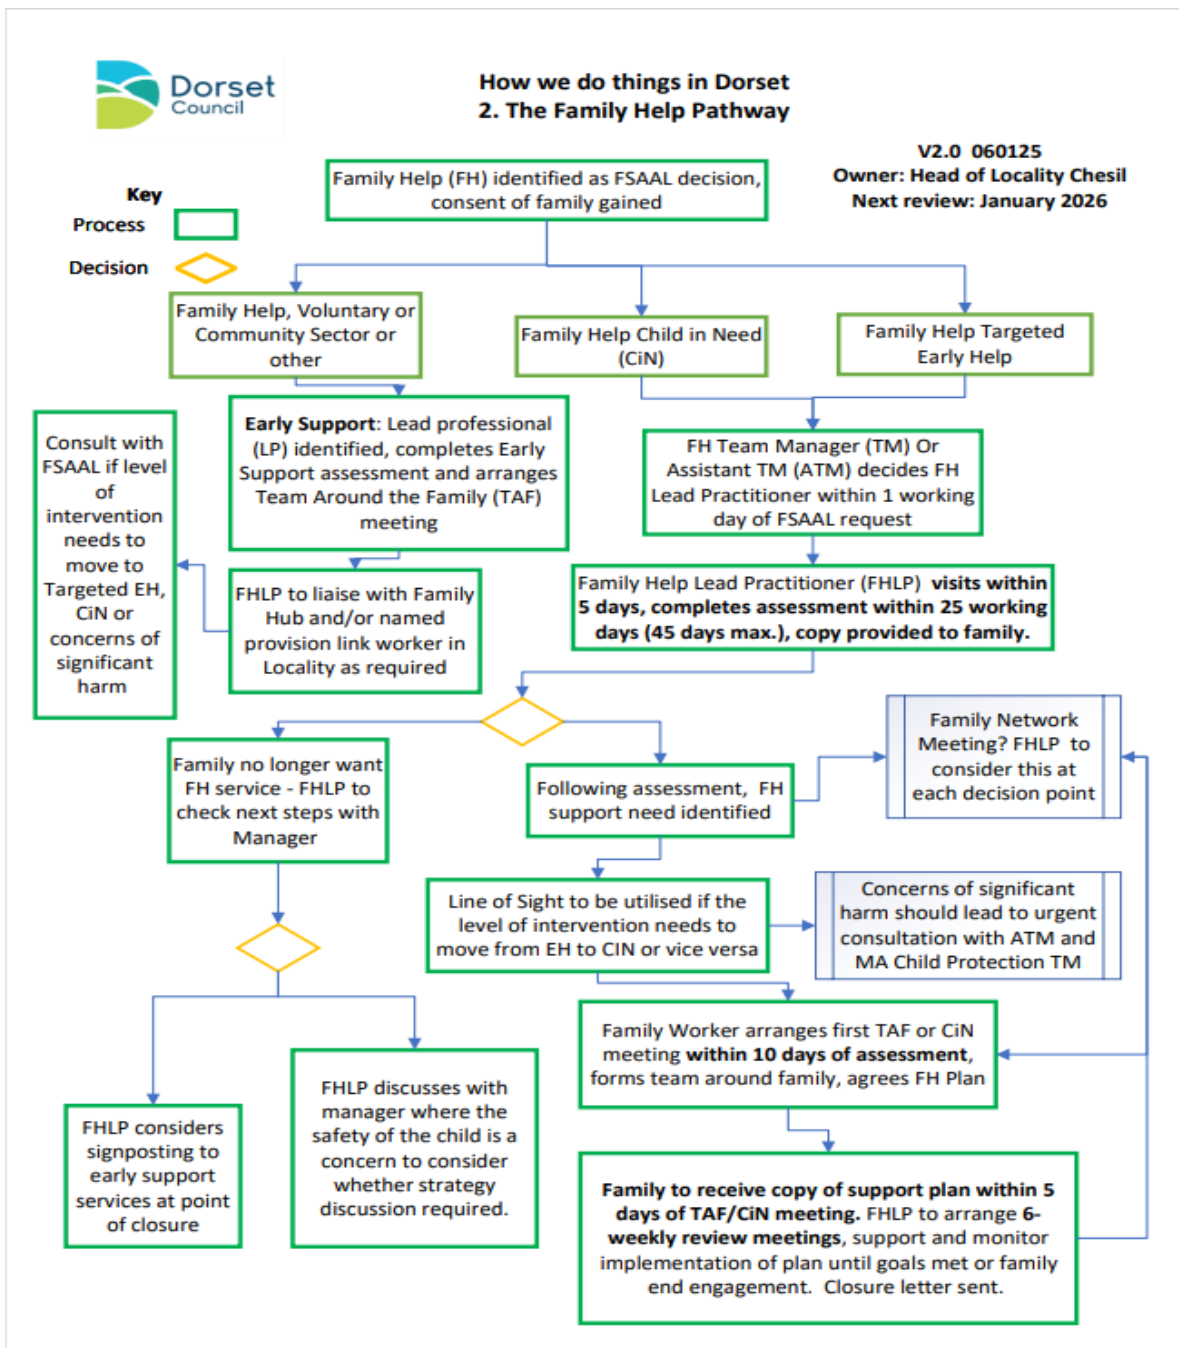 Dorset
Council
How we do things in Dorset
2. The Family Help Pathway
V2.0  060125
Owner: Head of Locality Chesil
Next review: January 2026
Key
Process
Decision
Family Help (FH) identified as FSAAL decision,
consent of family gained
Family Help, Voluntary or
Community Sector or
other
Family Help Child in Need
(CiN)
Family Help Targeted
Early Help
Consult with
FSAAL if level
of
intervention
needs to
move to
Targeted EH,
CiN or
concerns of
significant
harm
Early Support: Lead professional
(LP) identified, completes Early
Support assessment and arranges
Team Around the Family (TAF)
meeting
FH Team Manager (TM) Or
Assistant TM (ATM) decides FH
Lead Practitioner within 1 working
day of FSAAL request
FHLP to liaise with Family
Hub and/or named
provision link worker in
Locality as required
Family Help Lead Practitioner (FHLP)  visits within
5 days, completes assessment within 25 working
days (45 days max.), copy provided to family.
Family no longer want
FH service - FHLP to
check next steps with
Manager
Following assessment,  FH
support need identified
Family Network
Meeting? FHLP  to
consider this at
each decision point
Line of Sight to be utilised if the
level of intervention needs to
move from EH to CIN or vice versa
Concerns of significant
harm should lead to urgent
consultation with ATM and
MA Child Protection TM
Family Worker arranges first TAF or CiN
meeting within 10 days of assessment,
forms team around family, agrees FH Plan
FHLP considers
signposting to
early support
services at point
of closure
FHLP discusses with
manager where the
safety of the child is a
concern to consider
whether strategy
discussion required.
Family to receive copy of support plan within 5
days of TAF/CiN meeting. FHLP to arrange 6-
weekly review meetings, support and monitor
implementation of plan until goals met or family
end engagement.  Closure letter sent.